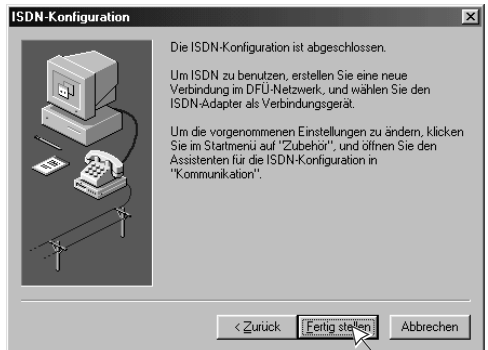 ISDN-Konfiguration
Die ISDN-Konfiguration ist abgeschlossen.
Um ISDN zu benutzen, erstellen Sie eine neue
Verbindung im DFÜ-Netzwerk, und wählen Sie den
ISDN-Adapter als Verbindungsgerät.
Um die vorgenommenen Einstellungen zu ändern, klicken
Sie im Startmenü auf "Zubehör", und öffnen Sie den
Assistenten für die ISDN-Konfiguration in
"Kommunikation".
< Zurück Fertig stellen Abbrechen